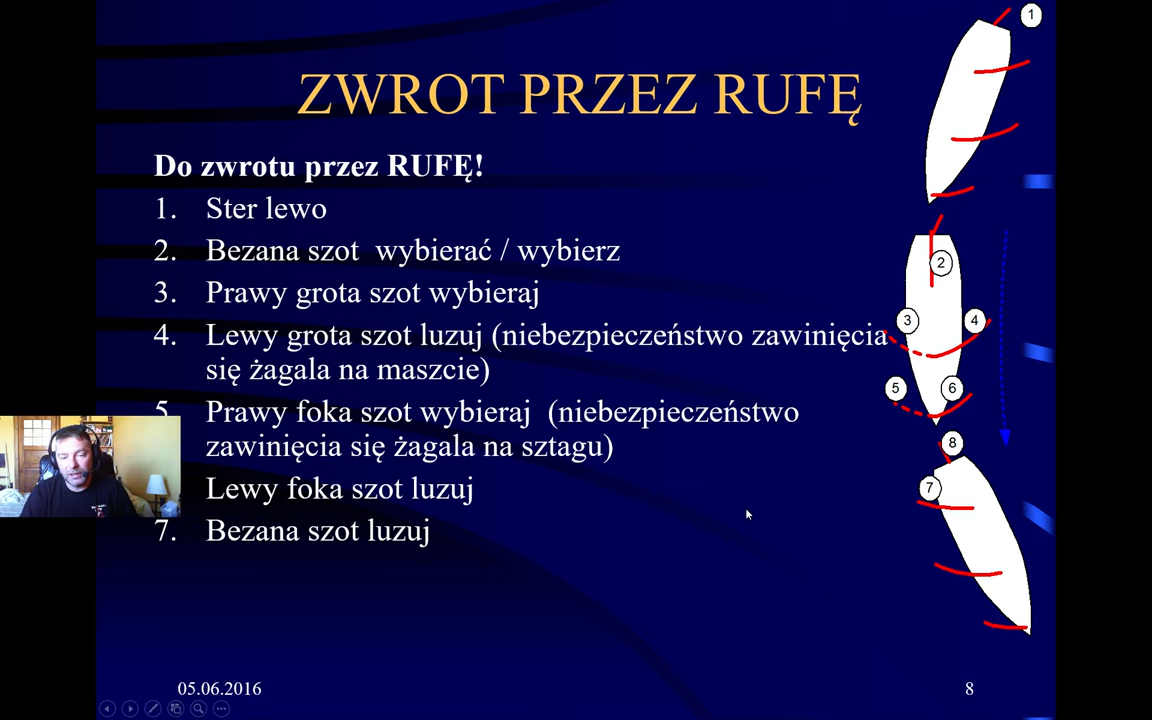 ZWROT PRZEZ RUFĘ
Do zwrotu przez RUFĘ!
1. Ster lewo
2. Bezana szot wybierać / wybierz
3. Prawy grota szot wybieraj
4. Lewy grota szot luzuj (niebezpieczeństwo zawinięcia
się żagala na maszcie)
5. Prawy foka szot wybieraj (niebezpieczeństwo
zawinięcia się żagala na sztagu)
Lewy foka szot luzuj
7. Bezana szot luzuj
1
2
3
4
5
6
8
7
05.06.2016
8